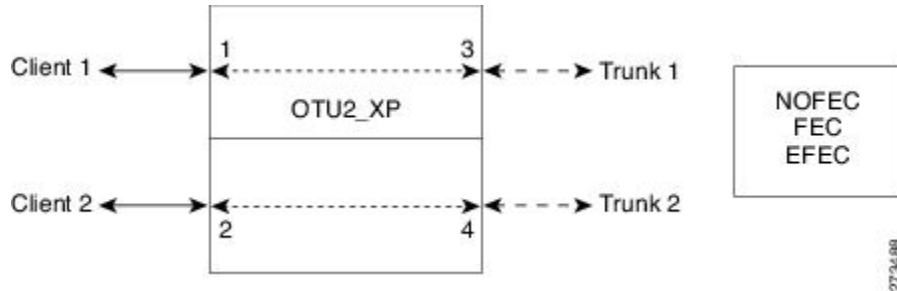 Client 1
1
3
Trunk 1
OTU2_XP
Client 2
2
4
Trunk 2
NOFEC
FEC
EFEC